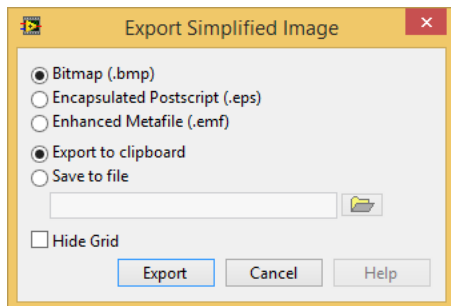 Export Simplified Image
Bitmap (.bmp)
Encapsulated Postscript (.eps)
Enhanced Metafile (.emf)
Export to clipboard
Save to file
Hide Grid
Export Cancel Help